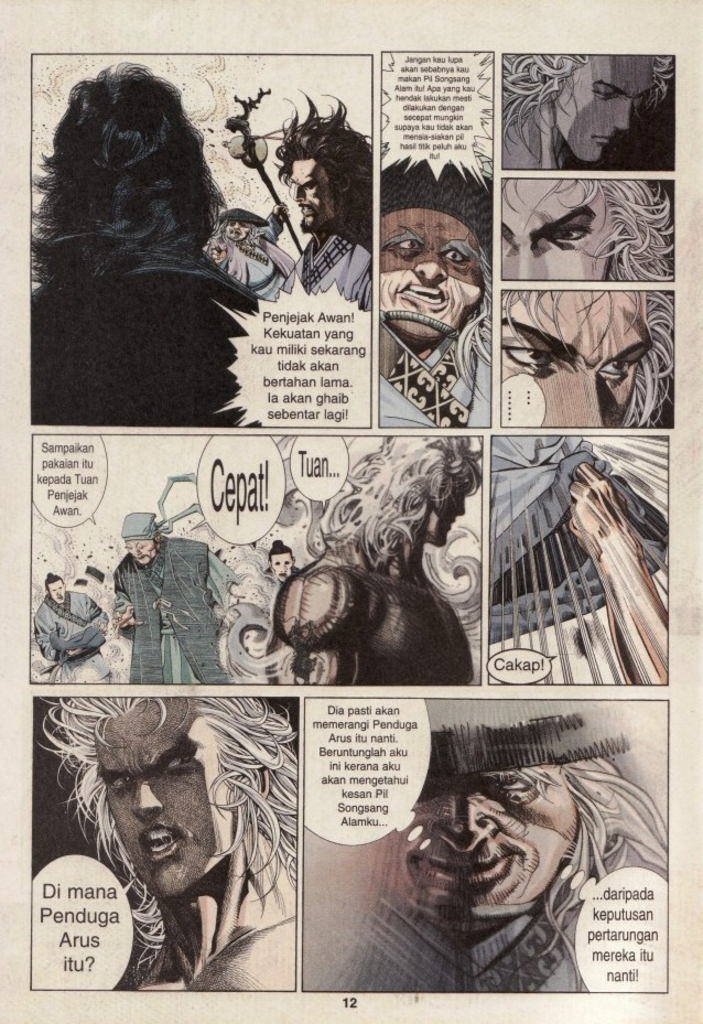 Penjejak Awan!
Kekuatan yang
kau miliki sekarang
tidak akan
bertahan lama.
Ia akan ghaib
sebentar lagi!
Jangan kau lupa
akan sebabnya kau
makan Pil Songsang
Alam itu! Apa yang kau
hendak lakukan mesti
dilakukan dengan
secepat mungkin
supaya kau tidak akan
mensia-siakan pil
hasil titik peluh aku
itu!
Sampaikan
pakaian itu
kepada Tuan
Penjejak
Awan.
Cepat!
Tuan...
Cakap!
Di mana
Penduga
Arus
itu?
Dia pasti akan
memerangi Penduga
Arus itu nanti.
Beruntunglah aku
ini kerana aku
akan mengetahui
kesan Pil
Songsang
Alamku...
...daripada
keputusan
pertarungan
mereka itu
nanti!
12